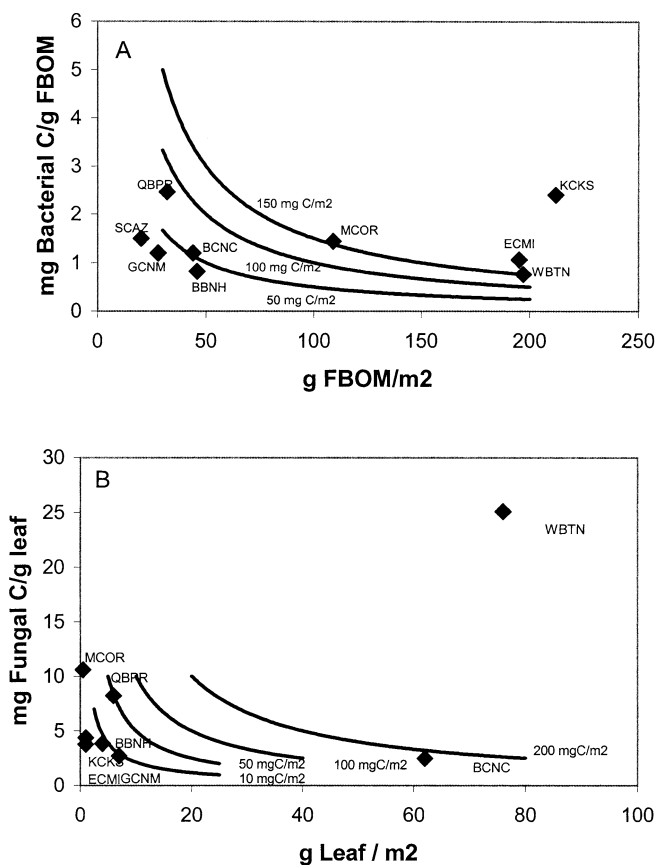 A
6
5
4
3
2
1
0
mg Bacterial C/g FBOM
QBPR
150 mg C/m2
KCKS
SCAZ
MCOR
BCNC
ECMI
GCNM
100 mg C/m2
WBTN
BBNH
50 mg C/m2
0 50 100 150 200 250
g FBOM/m2
B
30
25
20
15
10
5
0
mg Fungal C/g leaf
WBTN
MCOR
QBPR
BBNH
200 mgC/m2
KCKS
50 mgC/m2
100 mgC/m2
BCNC
ECMI
GCNM
10 mgC/m2
0 20 40 60 80 100
g Leaf / m2